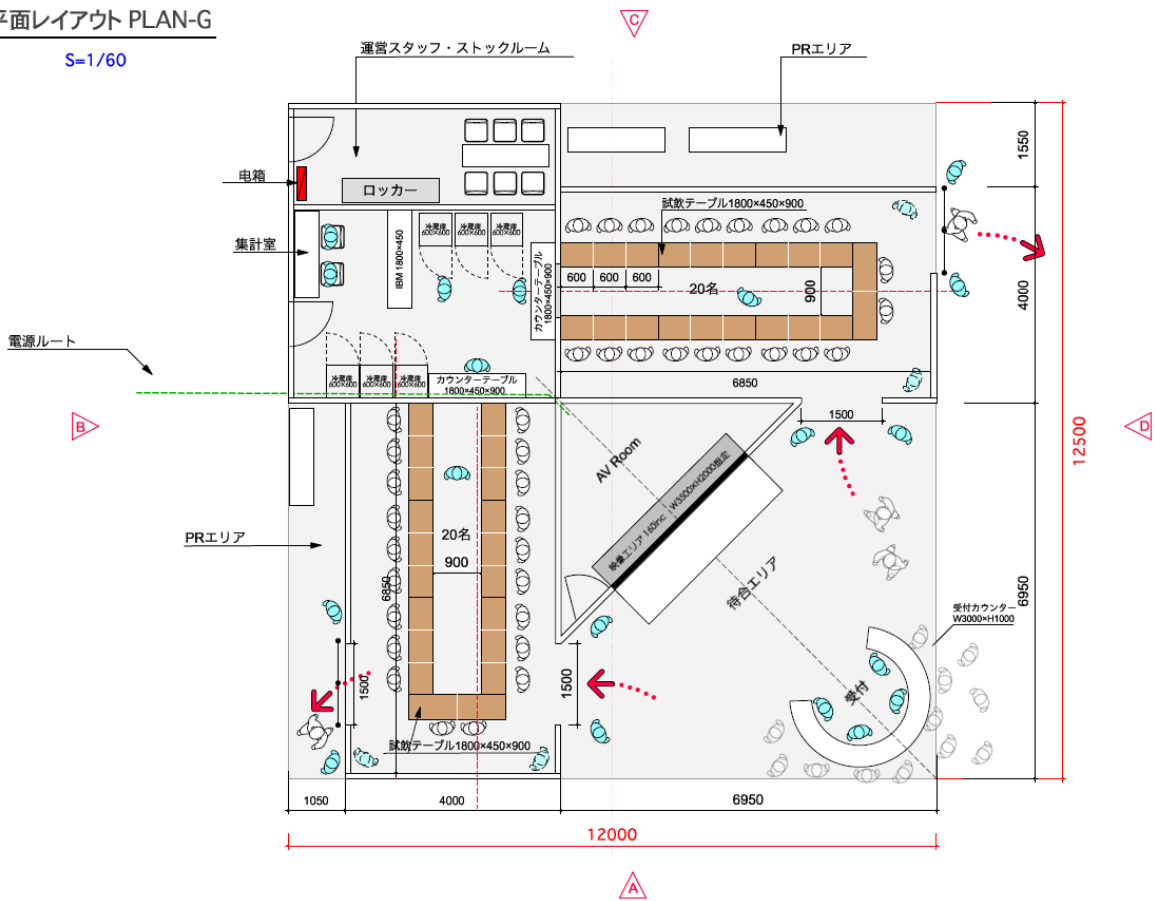 平面レイアウト PLAN-G
S=1/60
C
運営スタッフ・ストックルーム
PRエリア
电箱
ロッカー
集計室
冷蔵庫
600×600
冷蔵庫
600×600
冷蔵庫
600×600
IBM 1800×450
カウンターテーブル
1800×450×900
試飲テーブル1800×450×900
600
600
600
20名
900
1550
4000
電源ルート
冷蔵庫
600×600
冷蔵庫
600×600
冷蔵庫
600×600
カウンターテーブル
1800×450×900
6850
1500
B
D
12500
AV Room
映像エリア 160inc W3500×H2000想定
待合エリア
PRエリア
20名
900
6850
6950
受付カウンター
W3000×H1000
受付
1500
1500
試飲テーブル1800×450×900
1050
4000
6950
12000
A